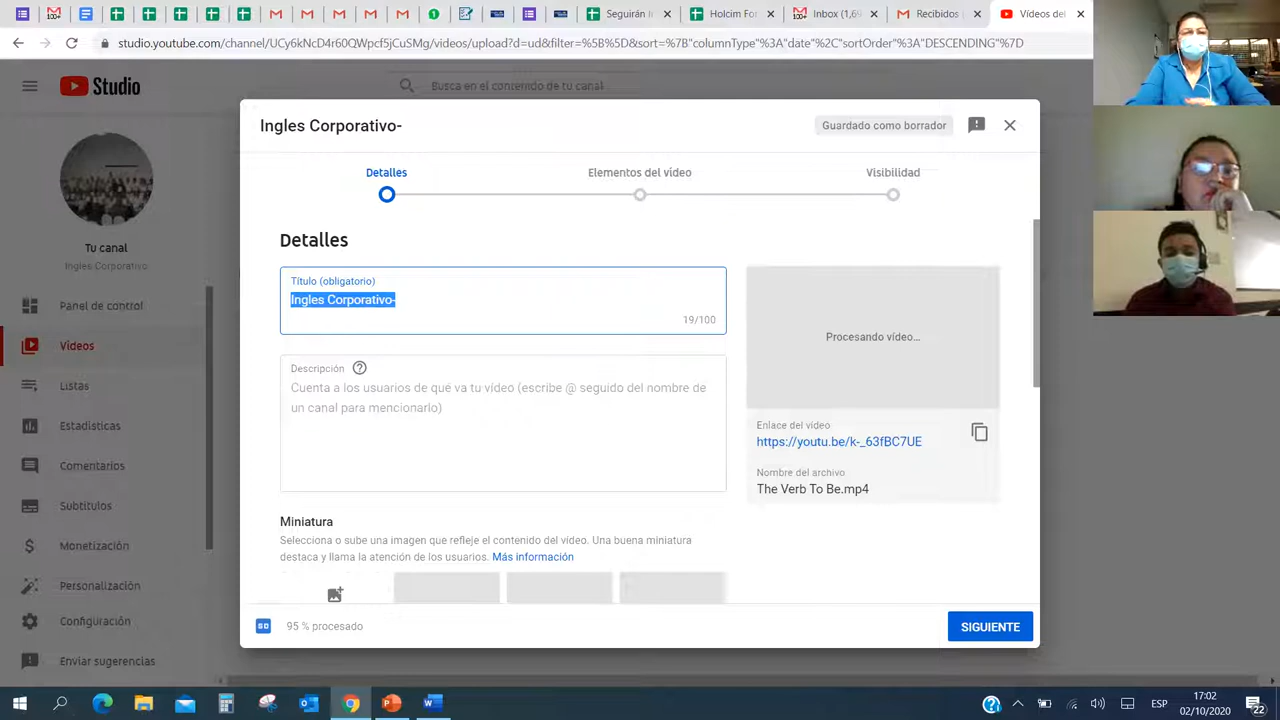 Seguirán i
Holcim For
Inbox (1,69
Recibidos (
Vídeos del
studio.youtube.com/channel/UCy6kNcD4r60QWpcf5jCuSMg/videos/upload?d=ud&filter=%5B%5D&sort=%7B"columnType"%3A"date"%2C"sortOrder"%3A"DESCENDING"%7D
Studio
Busca en el contenido de tu canal
Ingles Corporativo-
Guardado como borrador
Detalles
Elementos del vídeo
Visibilidad
Tu canal
Ingles Corporativo
Panel de control
Vídeos
Listas
Estadísticas
Comentarios
Subtítulos
Monetización
Personalización
Configuración
Enviar sugerencias
Detalles
Título (obligatorio)
Ingles Corporativo-
19/100
Descripción
Cuenta a los usuarios de qué va tu vídeo (escribe @ seguido del nombre de
un canal para mencionarlo)
Procesando vídeo...
Enlace del vídeo
https://youtu.be/k-_63fBC7UE
Nombre del archivo
The Verb To Be.mp4
Miniatura
Selecciona o sube una imagen que refleje el contenido del vídeo. Una buena miniatura
destaca y llama la atención de los usuarios. Más información
SD
95 % procesado
SIGUIENTE
ESP
17:02
02/10/2020
22